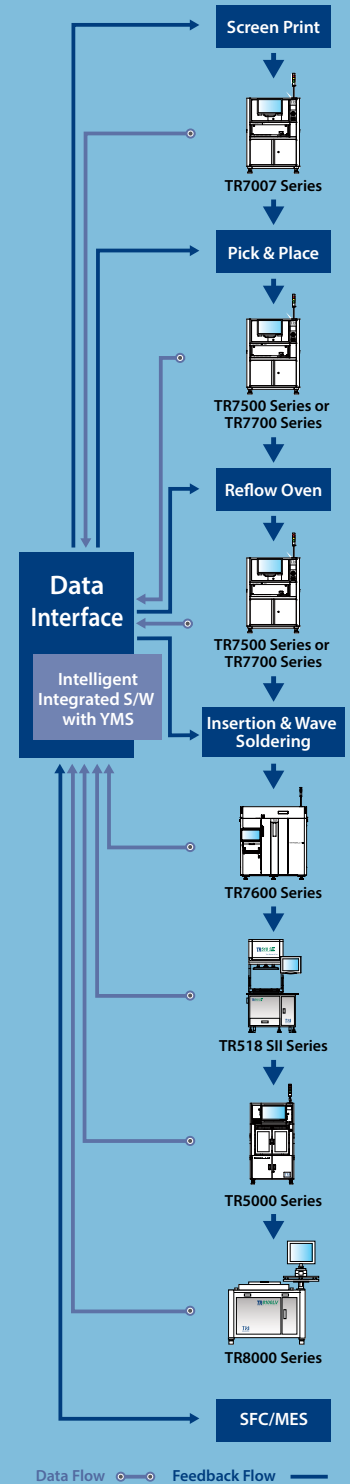 Screen Print
TR7007 Series
Pick & Place
TR7500 Series or
TR7700 Series
Reflow Oven
Data
Interface
Intelligent
Integrated S/W
with YMS
TR7500 Series or
TR7700 Series
Insertion & Wave
Soldering
TR7600 Series
TR518 SII Series
TR5000 Series
TR8000 Series
SFC/MES
Data Flow
Feedback Flow